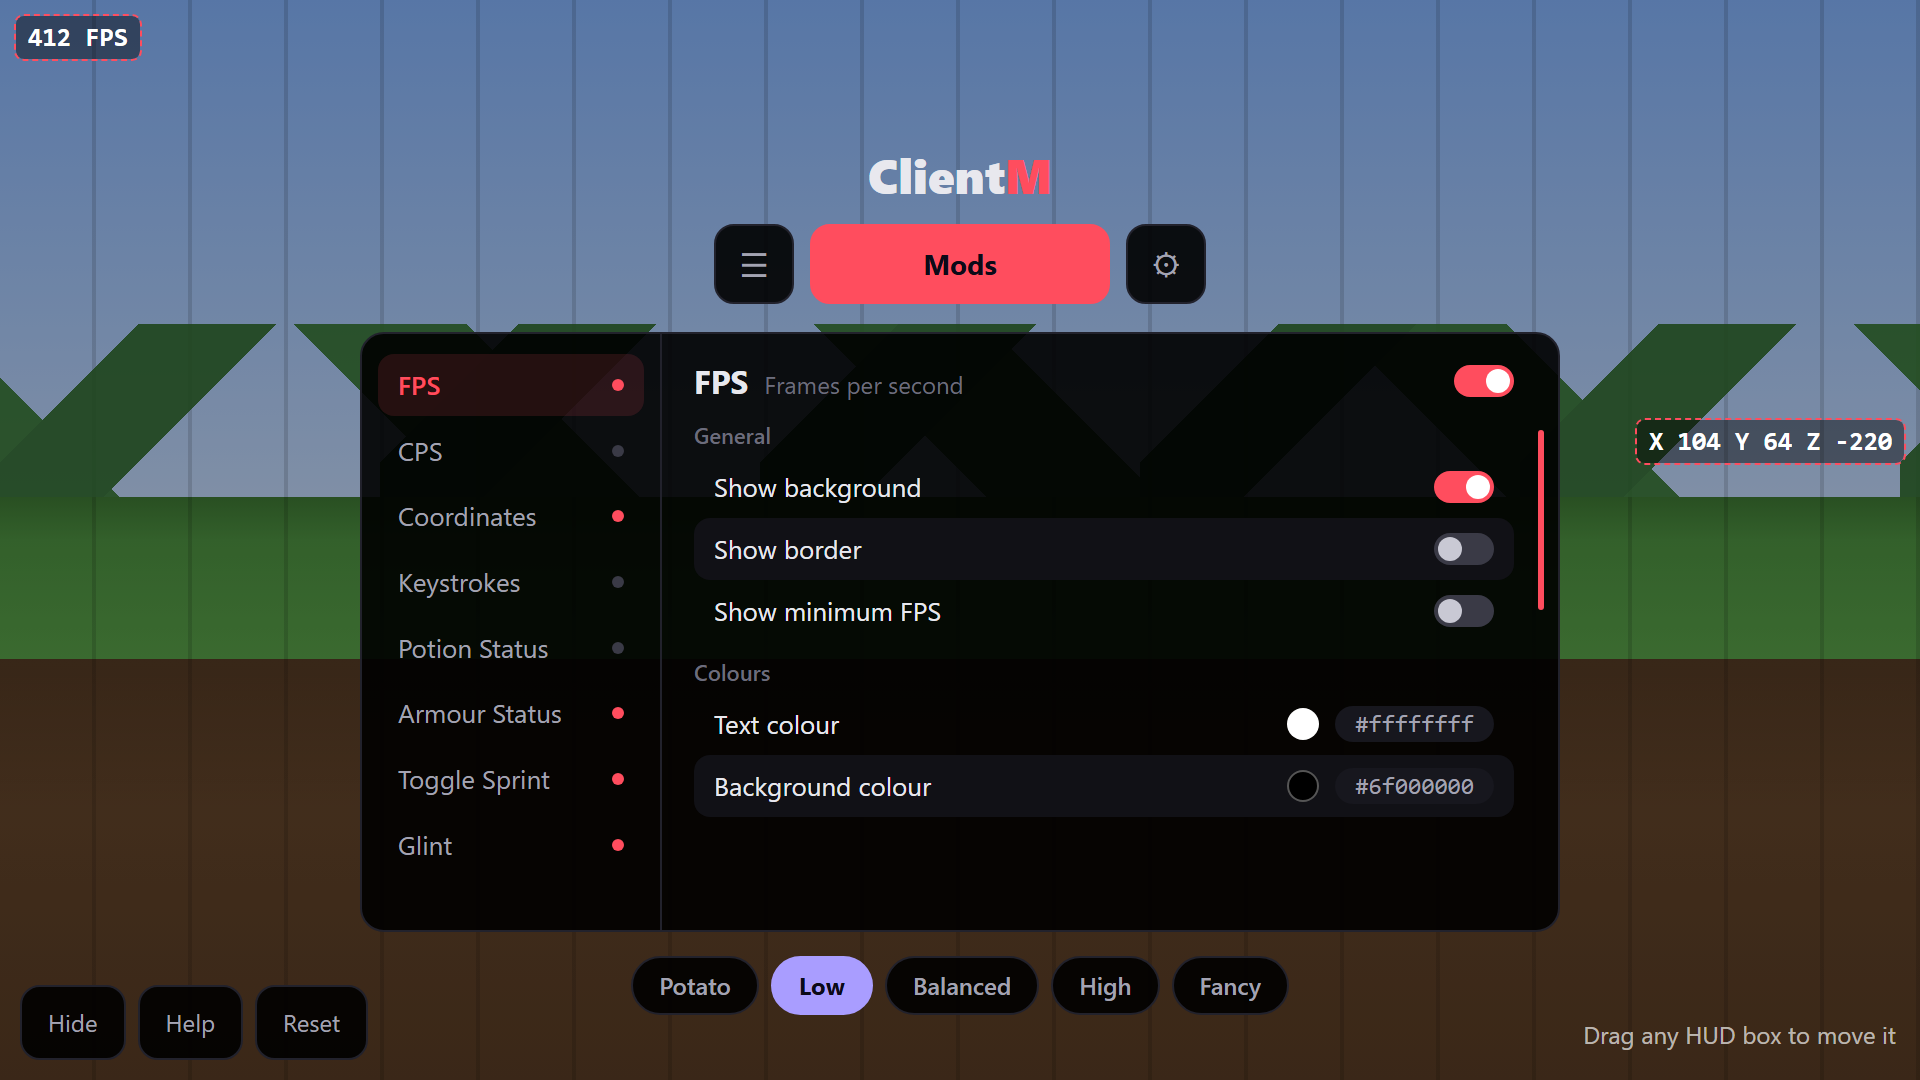 412 FPS
ClientM
Mods
FPS
CPS
Coordinates
Keystrokes
Potion Status
Armour Status
Toggle Sprint
Glint
FPS Frames per second
General
Show background
Show border
Show minimum FPS
Colours
Text colour #ffffffff
Background colour #6f000000
X 104 Y 64 Z -220
Potato Low Balanced High Fancy
Hide Help Reset
Drag any HUD box to move it